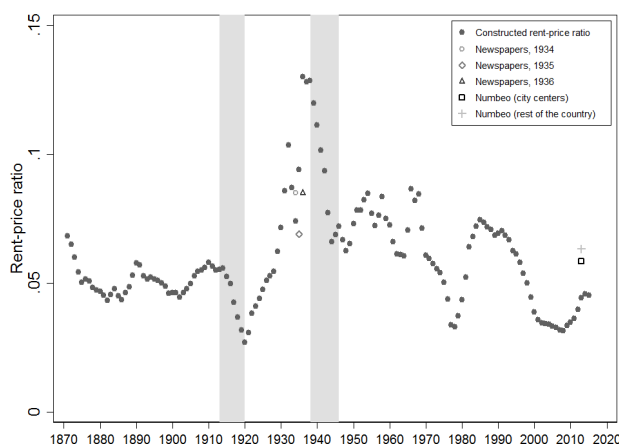 Constructed rent-price ratio
Newspapers, 1934
Newspapers, 1935
Newspapers, 1936
Numbeo (city centers)
Numbeo (rest of the country)
Rent-price ratio
.15
.1
.05
0
1870 1880 1890 1900 1910 1920 1930 1940 1950 1960 1970 1980 1990 2000 2010 2020